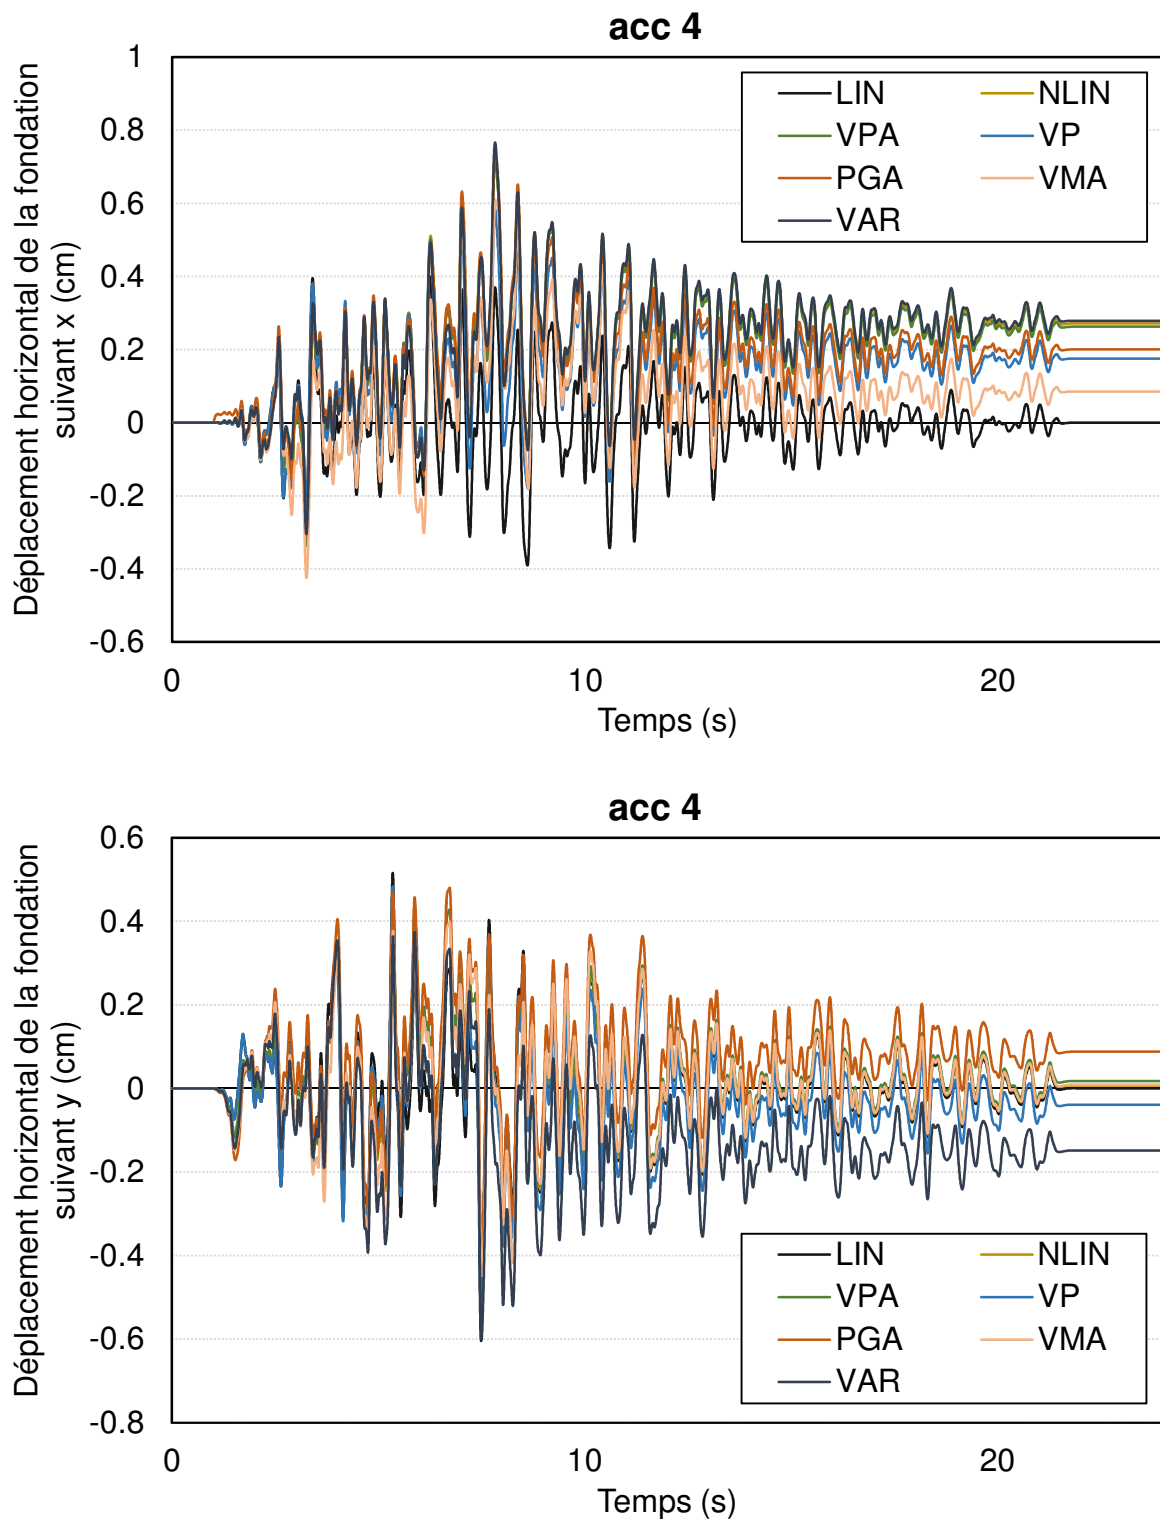 acc 4
Déplacement horizontal de la fondation
suivant x (cm)
1
0.8
0.6
0.4
0.2
0
-0.2
-0.4
-0.6
LIN NLIN
VPA VP
PGA VMA
VAR
0 10 20
Temps (s)
acc 4
Déplacement horizontal de la fondation
suivant y (cm)
0.6
0.4
0.2
0
-0.2
-0.4
-0.6
-0.8
LIN NLIN
VPA VP
PGA VMA
VAR
0 10 20
Temps (s)